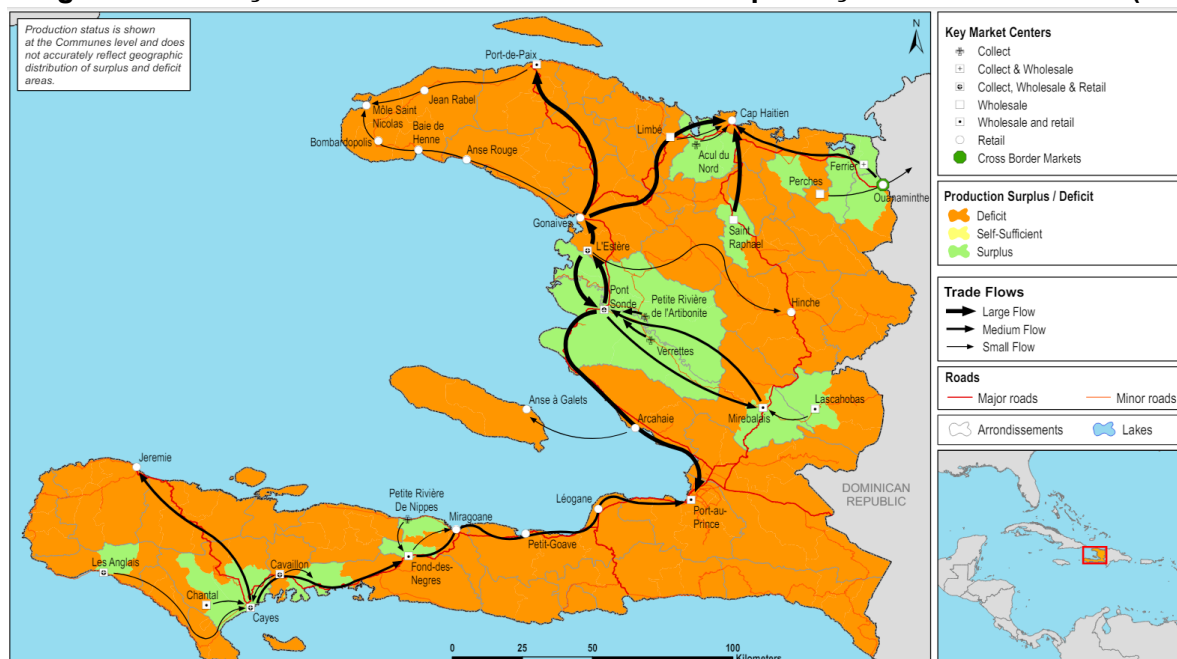 Production status is shown
at the Communes level and does
not accurately reflect geographic
distribution of surplus and deficit
areas.
N
Port-de-Paix
Jean Rabel
Môle Saint
Nicolas
Bombardopolis
Baie de
Henne
Anse Rouge
Limbé
Cap Haitien
Acul du
Nord
Ferrier
Perches
Ouanaminthe
Gonaives
Saint
Raphael
L'Estère
Pont
Sonde
Petite Rivière
de l'Artibonite
Hinche
Verrettes
Anse à Galets
Arcahaie
Mirebalais
Lascahobas
Jeremie
Petite Rivière
De Nippes
Miragoane
Léogane
Port-au-
Prince
DOMINICAN
REPUBLIC
Petit-Goave
Fond-des-
Negres
Les Anglais
Cavaillon
Chantal
Cayes
0 25 50 100
Kilometers
Key Market Centers
Collect
Collect & Wholesale
Collect, Wholesale & Retail
Wholesale
Wholesale and retail
Retail
Cross Border Markets
Production Surplus / Deficit
Deficit
Self-Sufficient
Surplus
Trade Flows
Large Flow
Medium Flow
Small Flow
Roads
Major roads Minor roads
Arrondissements Lakes